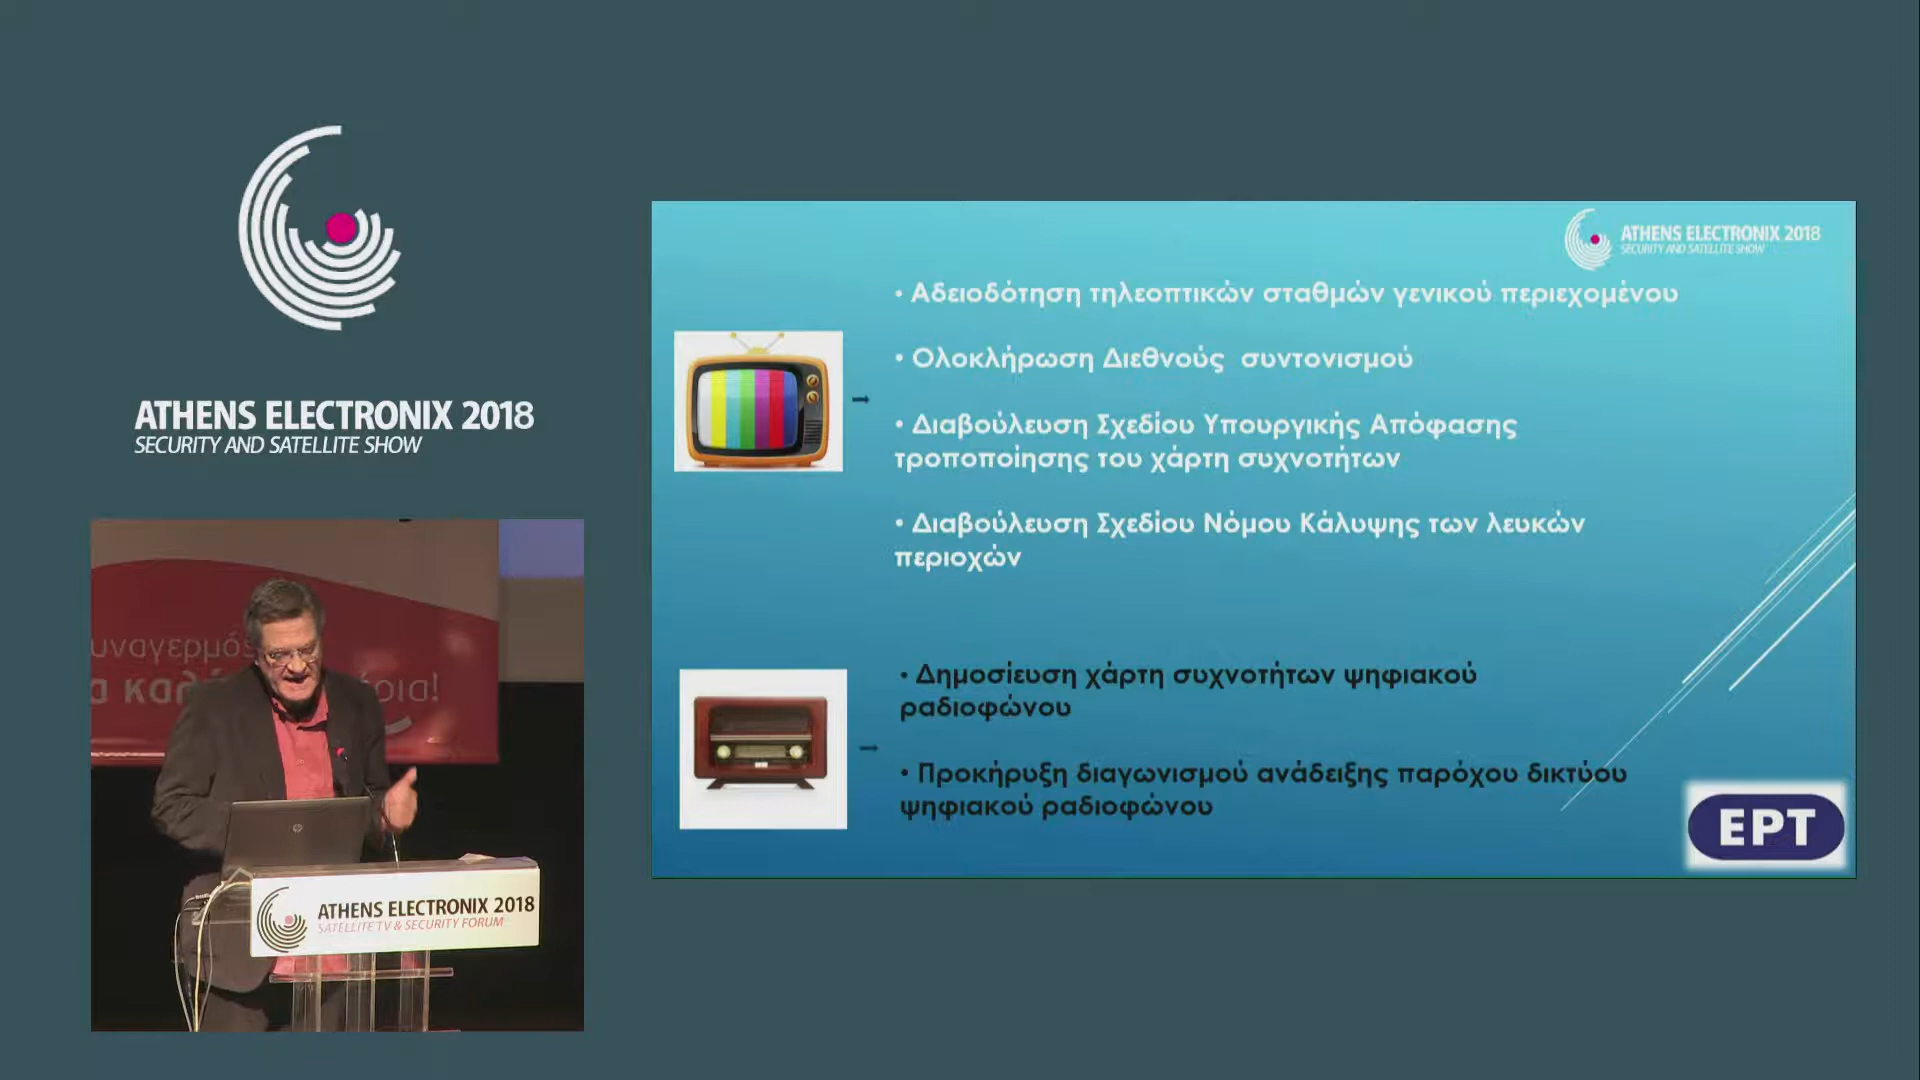 ATHENS ELECTRONIX 2018
SECURITY AND SATELLITE SHOW
ATHENS ELECTRONIX 2018
SECURITY AND SATELLITE SHOW
• Αδειοδότηση τηλεοπτικών σταθμών γενικού περιεχομένου
• Ολοκλήρωση Διεθνούς συντονισμού
• Διαβούλευση Σχεδίου Υπουργικής Απόφασης
τροποποίησης του χάρτη συχνοτήτων
• Διαβούλευση Σχεδίου Νόμου Κάλυψης των λευκών
περιοχών
• Δημοσίευση χάρτη συχνοτήτων ψηφιακού
ραδιοφώνου
• Προκήρυξη διαγωνισμού ανάδειξης παρόχου δικτύου
ψηφιακού ραδιοφώνου
ΕΡΤ
hp
ATHENS ELECTRONIX 2018
SATELLITE TV & SECURITY FORUM